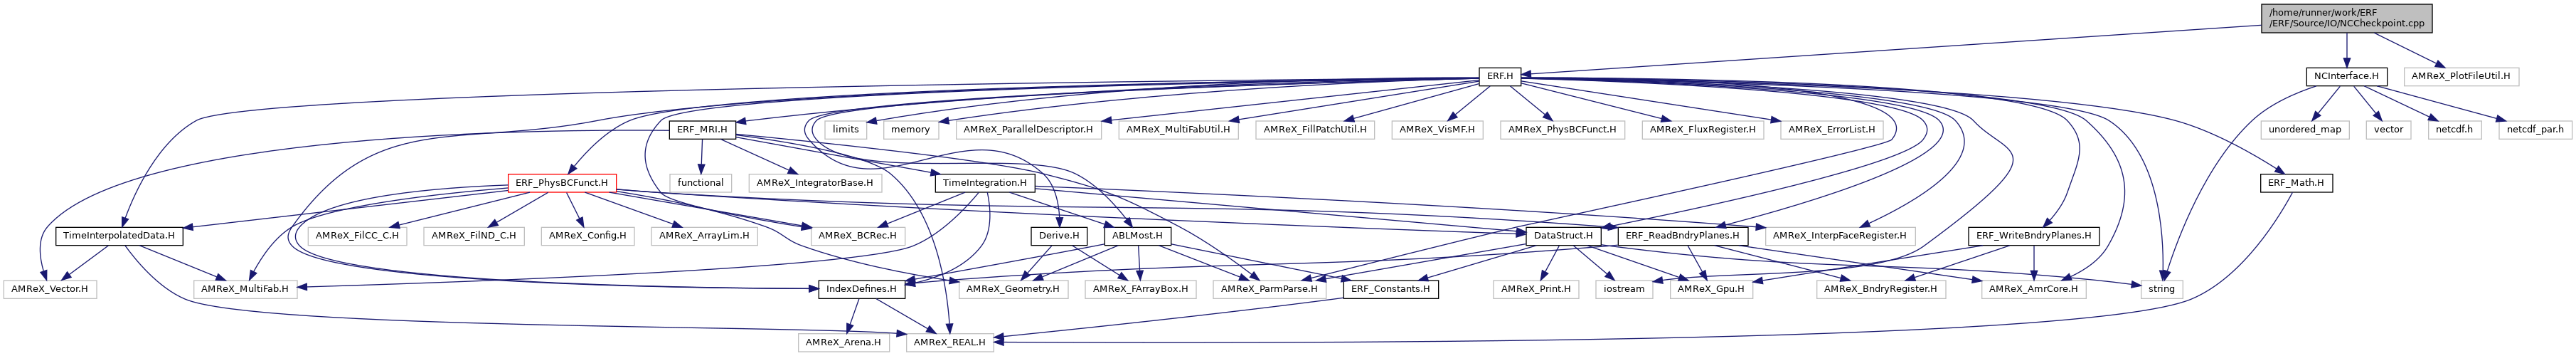 /home/runner/work/ERF
/ERF/Source/IO/NCCheckpoint.cpp
ERF.H
NCInterface.H
AMReX_PlotFileUtil.H
ERF_MRI.H
limits
memory
AMReX_ParallelDescriptor.H
AMReX_MultiFabUtil.H
AMReX_FillPatchUtil.H
AMReX_VisMF.H
AMReX_PhysBCFunct.H
AMReX_FluxRegister.H
AMReX_ErrorList.H
unordered_map
vector
netcdf.h
netcdf_par.h
ERF_PhysBCFunct.H
functional
AMReX_IntegratorBase.H
TimeIntegration.H
ERF_Math.H
TimeInterpolatedData.H
AMReX_FilCC_C.H
AMReX_FilND_C.H
AMReX_Config.H
AMReX_ArrayLim.H
AMReX_BCRec.H
Derive.H
ABLMost.H
DataStruct.H
ERF_ReadBndryPlanes.H
AMReX_InterpFaceRegister.H
ERF_WriteBndryPlanes.H
AMReX_Vector.H
AMReX_MultiFab.H
IndexDefines.H
AMReX_Geometry.H
AMReX_FArrayBox.H
AMReX_ParmParse.H
ERF_Constants.H
AMReX_Print.H
iostream
AMReX_Gpu.H
AMReX_BndryRegister.H
AMReX_AmrCore.H
string
AMReX_Arena.H
AMReX_REAL.H